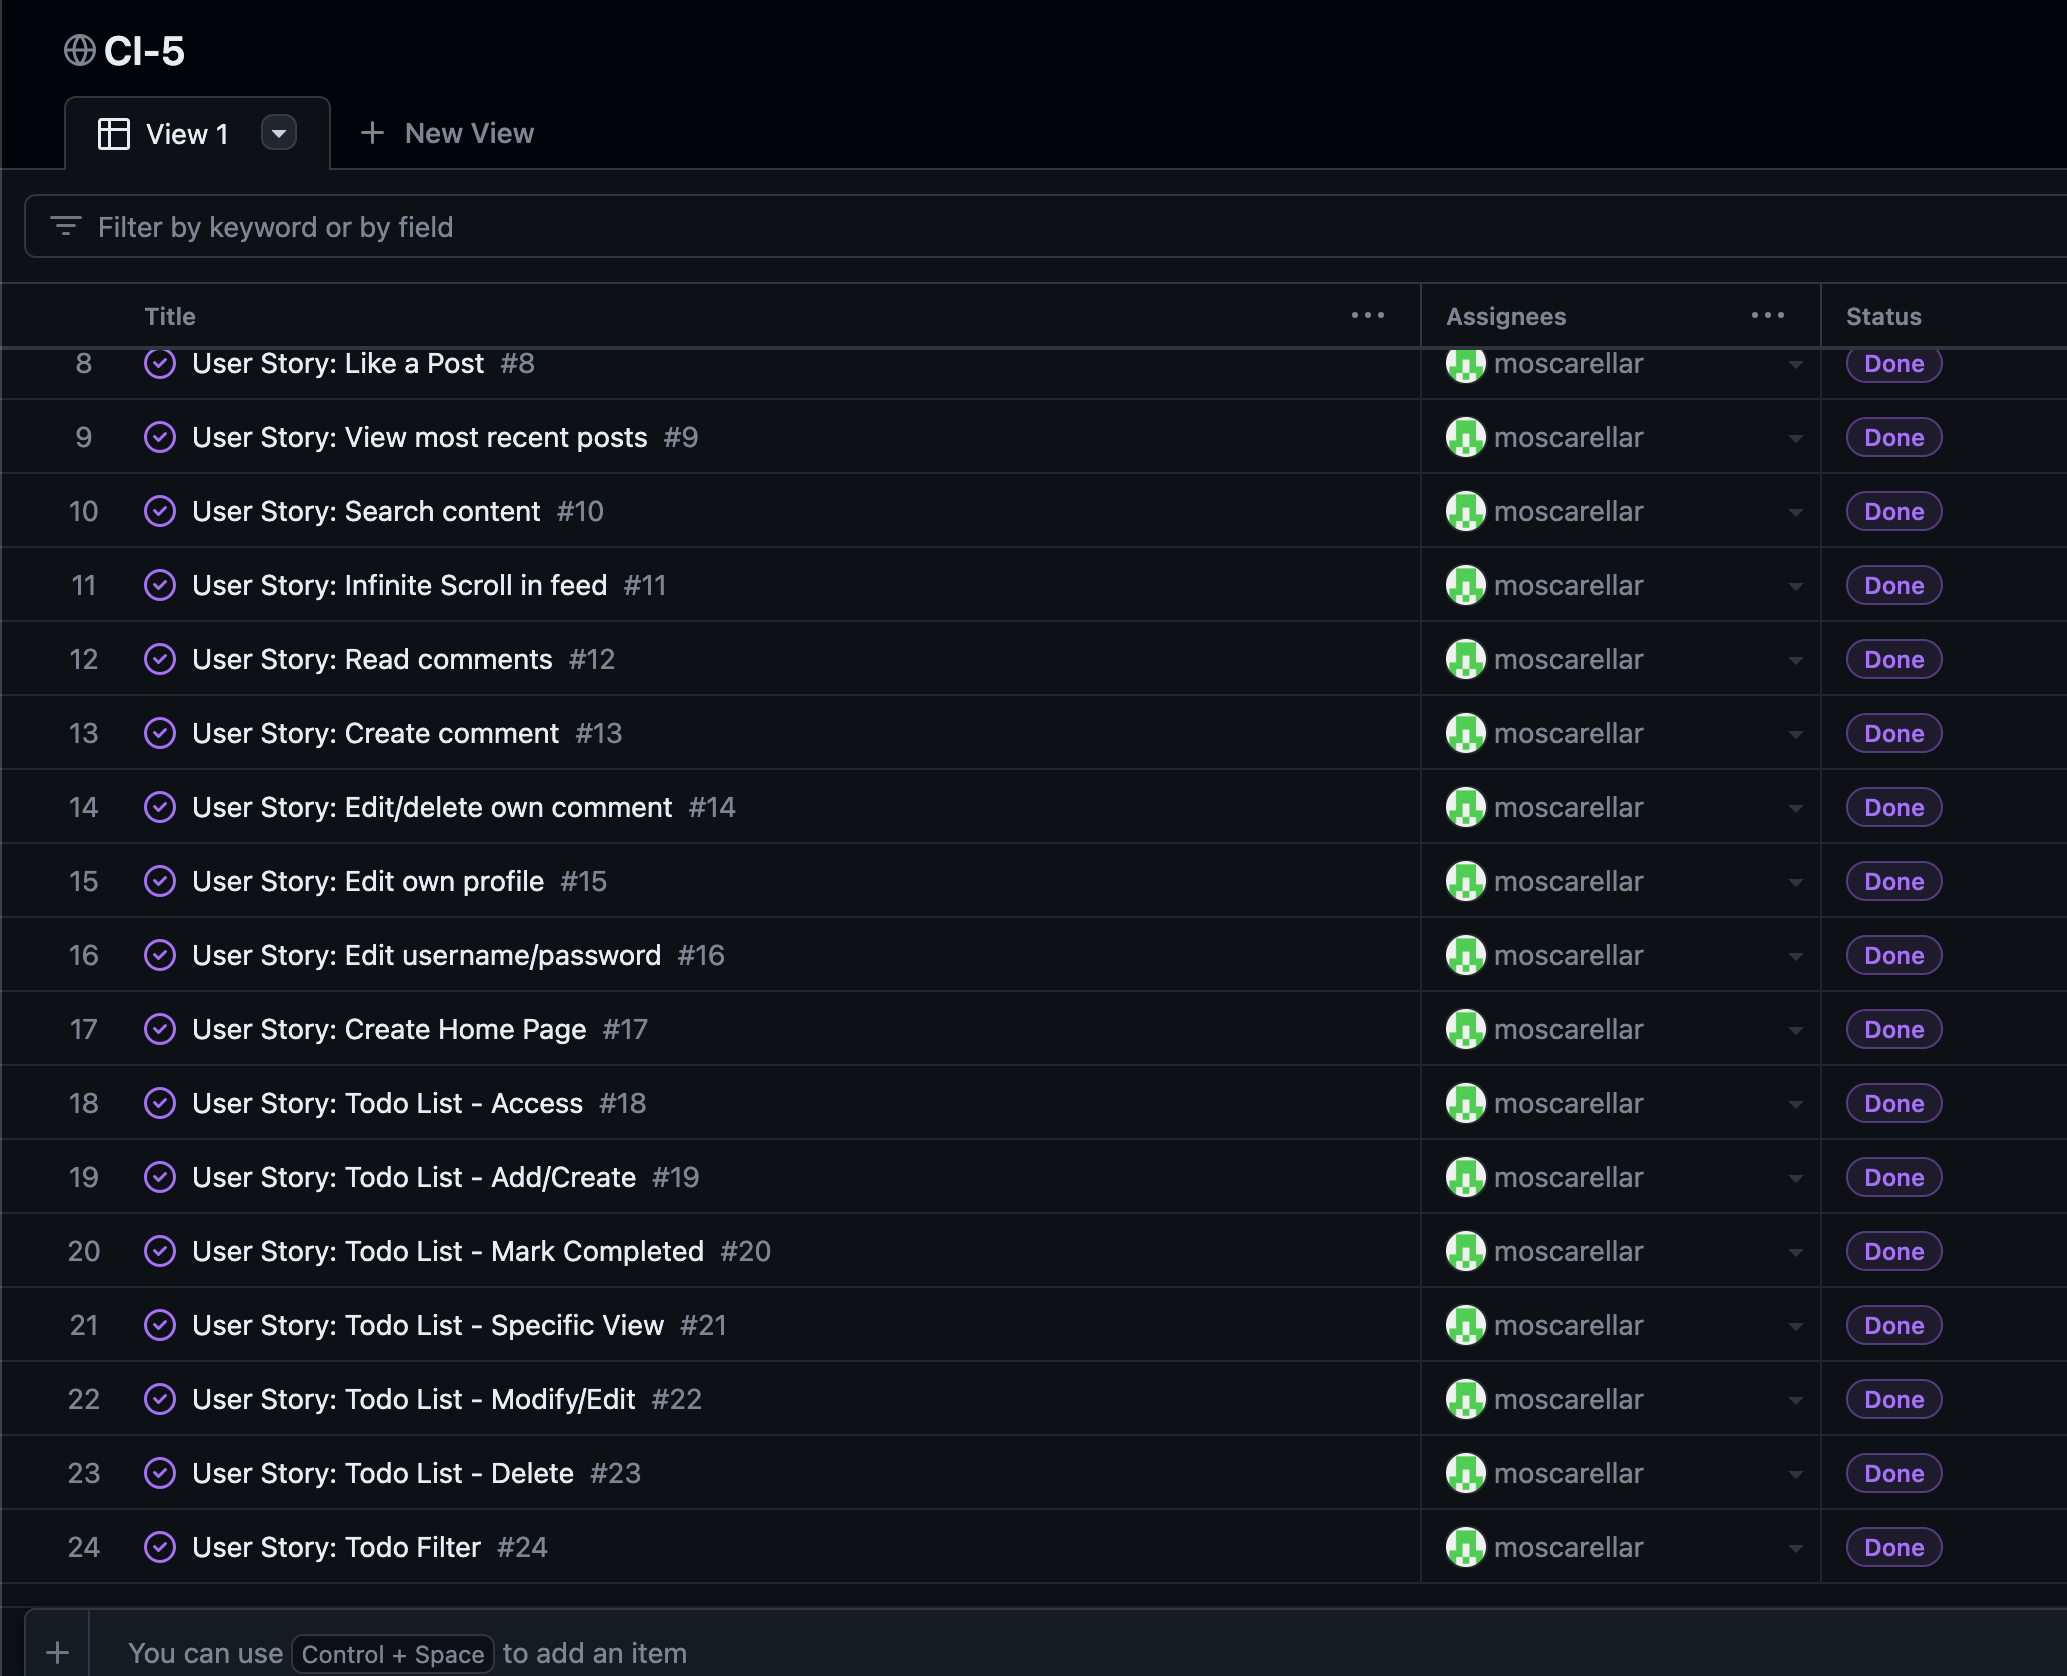 CI-5
View 1 New View
Filter by keyword or by field
Title Assignees Status
8 User Story: Like a Post #8 moscarellar Done
9 User Story: View most recent posts #9 moscarellar Done
10 User Story: Search content #10 moscarellar Done
11 User Story: Infinite Scroll in feed #11 moscarellar Done
12 User Story: Read comments #12 moscarellar Done
13 User Story: Create comment #13 moscarellar Done
14 User Story: Edit/delete own comment #14 moscarellar Done
15 User Story: Edit own profile #15 moscarellar Done
16 User Story: Edit username/password #16 moscarellar Done
17 User Story: Create Home Page #17 moscarellar Done
18 User Story: Todo List - Access #18 moscarellar Done
19 User Story: Todo List - Add/Create #19 moscarellar Done
20 User Story: Todo List - Mark Completed #20 moscarellar Done
21 User Story: Todo List - Specific View #21 moscarellar Done
22 User Story: Todo List - Modify/Edit #22 moscarellar Done
23 User Story: Todo List - Delete #23 moscarellar Done
24 User Story: Todo Filter #24 moscarellar Done
You can use Control + Space to add an item